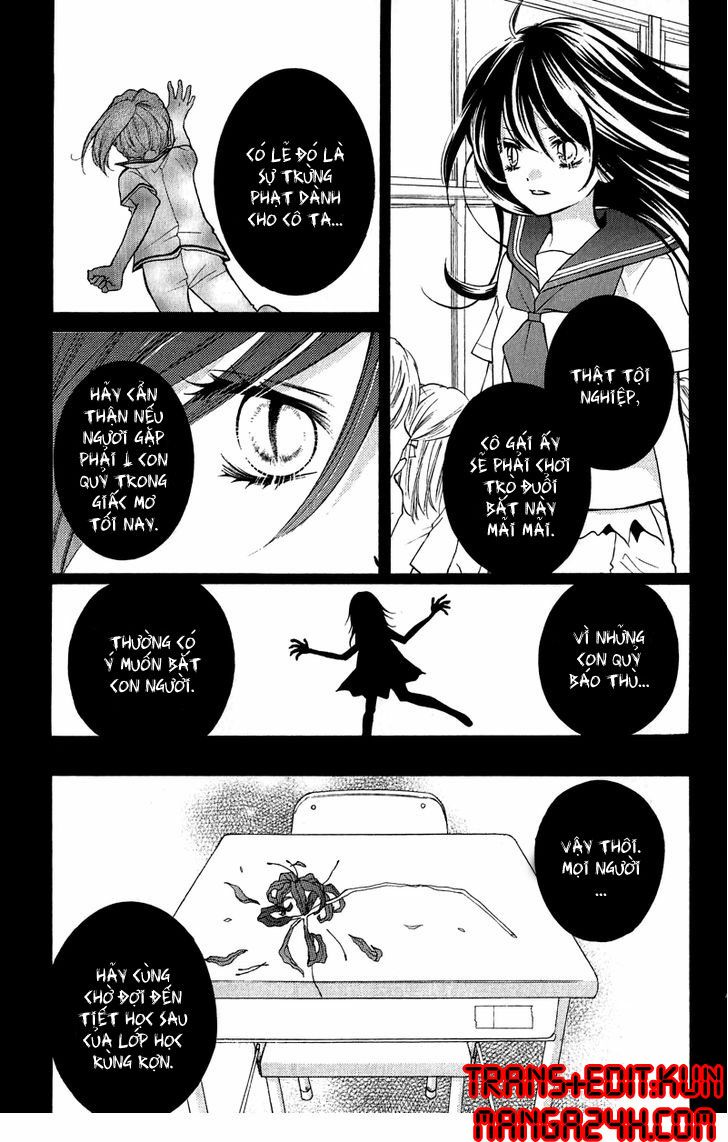 THẬT TỘI
NGHIỆP,
CÔ GÁI ẤY
SẼ PHẢI CHƠI
TRÒ ĐUỔI
BẮT NÀY
MÃI MÃI.
CÓ LẼ ĐÓ LÀ
SỰ TRỪNG
PHẠT DÀNH
CHO CÔ TA...
HÃY CẨN
THẬN NẾU
NGƯƠI GẶP
PHẢI 1 CON
QUỶ TRONG
GIẤC MƠ
TỐI NAY.
VÌ NHỮNG
CON QUỶ
BÁO THÙ...
THƯỜNG CÓ
Ý MUỐN BẮT
CON NGƯỜI.
VẬY THÔI.
MỌI NGƯỜI
...
HÃY CÙNG
CHỜ ĐỢI ĐẾN
TIẾT HỌC SAU
CỦA LỚP HỌC
KÙNG KỢN.
TRANS+EDIT:KUN
MANGA24H.COM